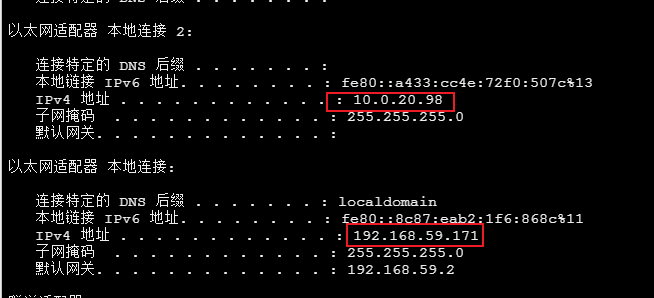 以太网适配器 本地连接 2:
连接特定的 DNS 后缀 . . . . . . . :
本地链接 IPv6 地址. . . . . . . . : fe80::a433:cc4e:72f0:507c%13
IPv4 地址 . . . . . . . . . . . . : 10.0.20.98
子网掩码 . . . . . . . . . . . . : 255.255.255.0
默认网关. . . . . . . . . . . . . :
以太网适配器 本地连接:
连接特定的 DNS 后缀 . . . . . . . : localdomain
本地链接 IPv6 地址. . . . . . . . : fe80::8c87:eab2:1f6:868c%11
IPv4 地址 . . . . . . . . . . . . : 192.168.59.171
子网掩码 . . . . . . . . . . . . : 255.255.255.0
默认网关. . . . . . . . . . . . . : 192.168.59.2